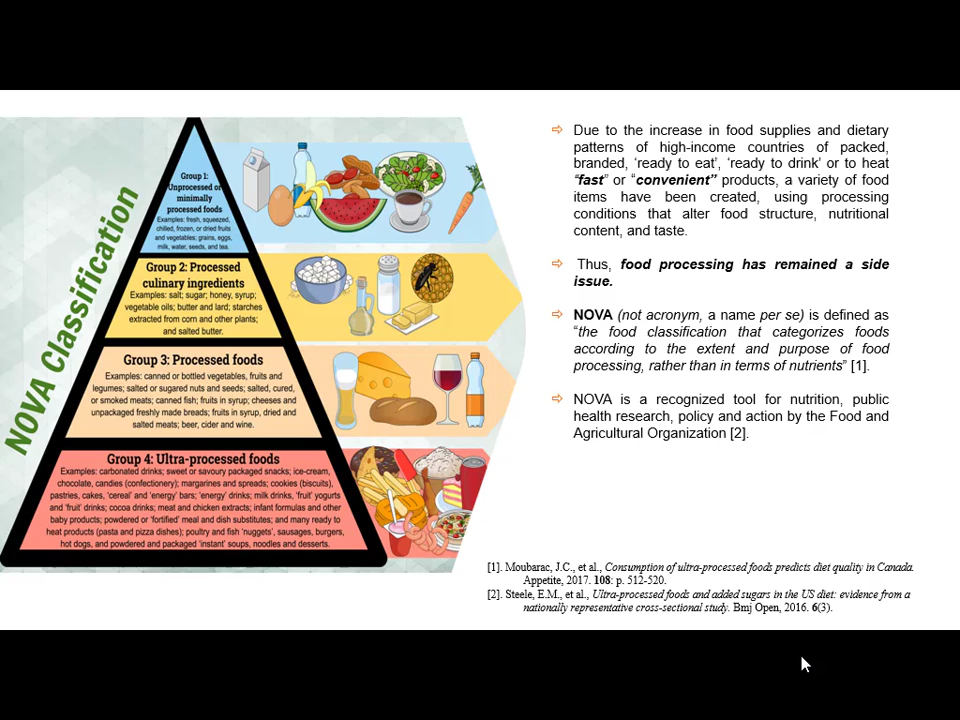 NOVA Classification
Group 1:
Unprocessed or
minimally
processed foods
Examples: fresh, squeezed,
chilled, frozen, or dried fruits
and vegetables; grains, eggs,
milk, water, seeds, and tea.
Group 2: Processed
culinary ingredients
Examples: salt; sugar; honey, syrup;
vegetable oils; butter and lard; starches
extracted from corn and other plants;
and salted butter.
Group 3: Processed foods
Examples: canned or bottled vegetables, fruits and
legumes; salted or sugared nuts and seeds; salted, cured,
or smoked meats; canned fish; fruits in syrup; cheeses and
unpackaged freshly made breads; fruits in syrup, dried and
salted meats; beer, cider and wine.
Group 4: Ultra-processed foods
Examples: carbonated drinks; sweet or savoury packaged snacks; ice-cream,
chocolate, candies (confectionery); margarines and spreads; cookies (biscuits),
pastries, cakes, 'cereal' and 'energy' bars; 'energy' drinks; milk drinks, 'fruit' yogurts
and 'fruit' drinks; cocoa drinks; meat and chicken extracts; infant formulas and other
baby products; powdered or 'fortified' meal and dish substitutes; and many ready to
heat products (pasta and pizza dishes); poultry and fish 'nuggets', sausages, burgers,
hot dogs, and powdered and packaged 'instant' soups, noodles and desserts.
⇨ Due to the increase in food supplies and dietary
patterns of high-income countries of packed,
branded, 'ready to eat', 'ready to drink' or to heat
"fast" or "convenient" products, a variety of food
items have been created, using processing
conditions that alter food structure, nutritional
content, and taste.
⇨ Thus, food processing has remained a side
issue.
⇨ NOVA (not acronym, a name per se) is defined as
"the food classification that categorizes foods
according to the extent and purpose of food
processing, rather than in terms of nutrients" [1].
⇨ NOVA is a recognized tool for nutrition, public
health research, policy and action by the Food and
Agricultural Organization [2].
[1]. Moubarac, J.C., et al., Consumption of ultra-processed foods predicts diet quality in Canada.
Appetite, 2017. 108: p. 512-520.
[2]. Steele, E.M., et al., Ultra-processed foods and added sugars in the US diet: evidence from a
nationally representative cross-sectional study. Bmj Open, 2016. 6(3).